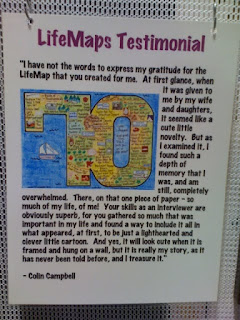 LifeMaps Testimonial
"I have not the words to express my gratitude for the
LifeMap that you created for me.  At first glance, when
it was given to
me by my wife
and daughters,
it seemed like a
cute little
novelty.  But as
I examined it, I
found such a
depth of
memory that I
was, and am
still, completely
overwhelmed.  There, on that one piece of paper - so
much of my life, of me!  Your skills as an interviewer are
obviously superb, for you gathered so much that was
important in my life and found a way to include it all in
what appeared, at first, to be just a lighthearted and
clever little cartoon.  And yes, it will look cute when it is
framed and hung on a wall, but it is really my story, as it
has never been told before, and I treasure it."
- Colin Campbell
70